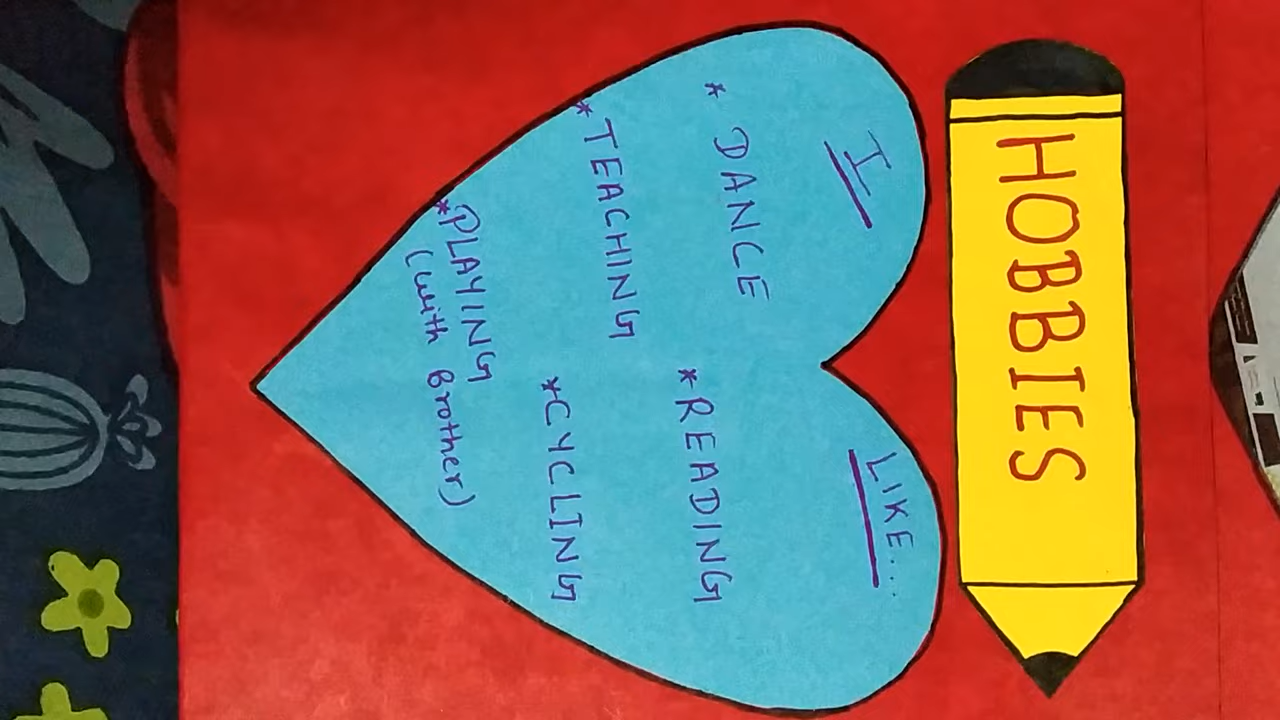 HOBBIES
I LIKE...
* DANCE
* READING
* TEACHING
* CYCLING
* PLAYING
(with Brother)